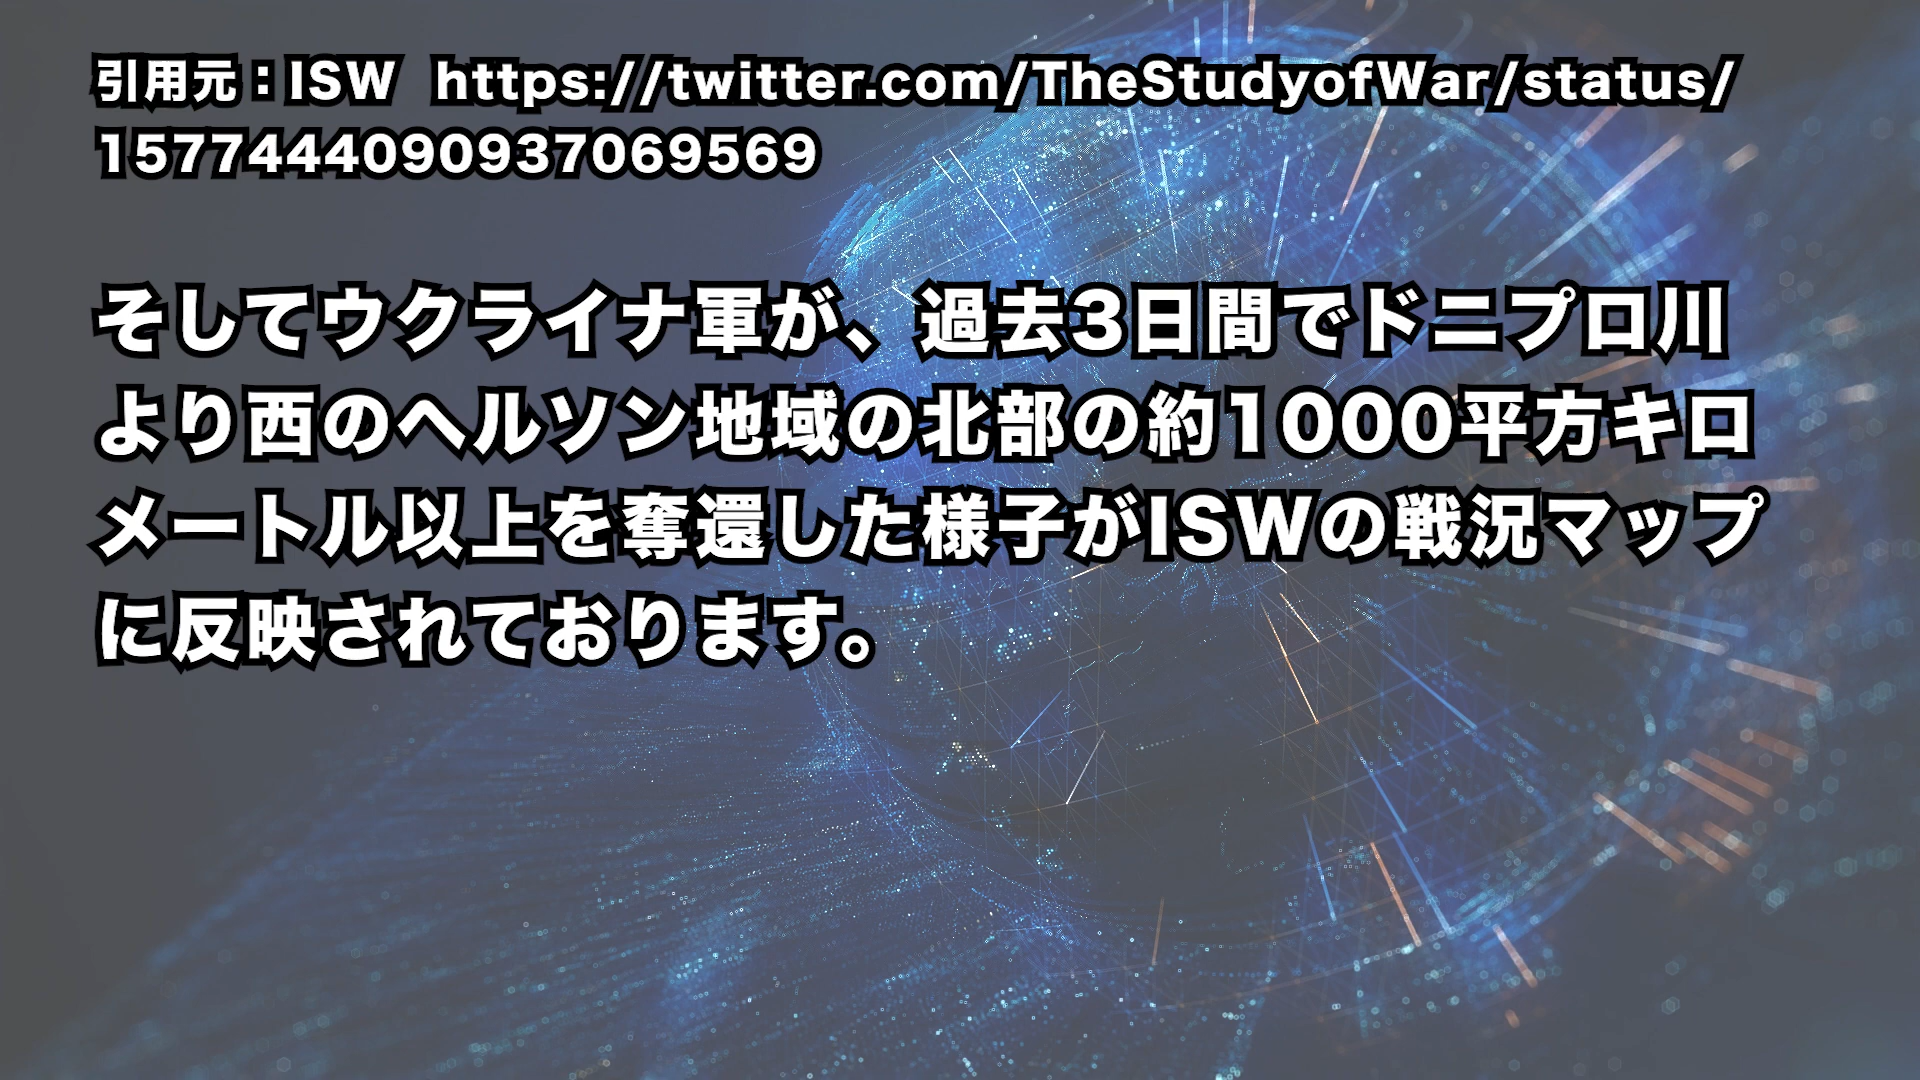 引用元：ISW https://twitter.com/TheStudyofWar/status/
1577444090937069569
そしてウクライナ軍が、過去3日間でドニプロ川
より西のヘルソン地域の北部の約1000平方キロ
メートル以上を奪還した様子がISWの戦況マップ
に反映されております。